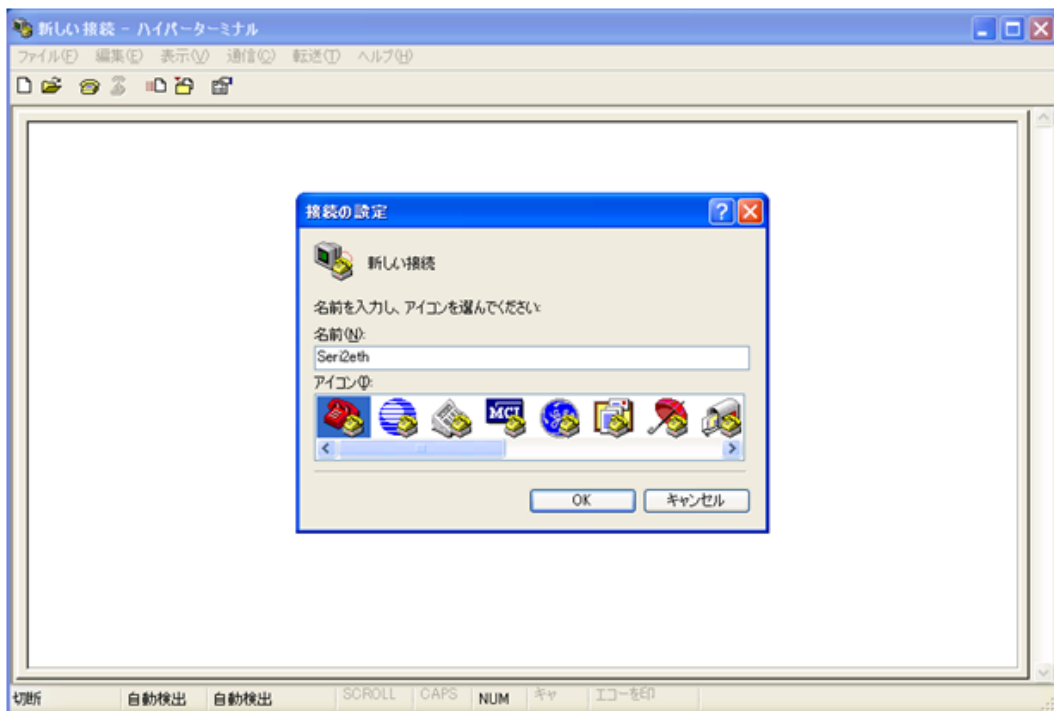 新しい接続 - ハイパーターミナル
ファイル(F) 編集(E) 表示(V) 通信(C) 転送(T) ヘルプ(H)
接続の設定
新しい接続
名前を入力し、アイコンを選んでください:
名前(N):
Seri2eth
アイコン(I):
MCI
OK キャンセル
切断 自動検出 自動検出 SCROLL CAPS NUM キャ エコーを印